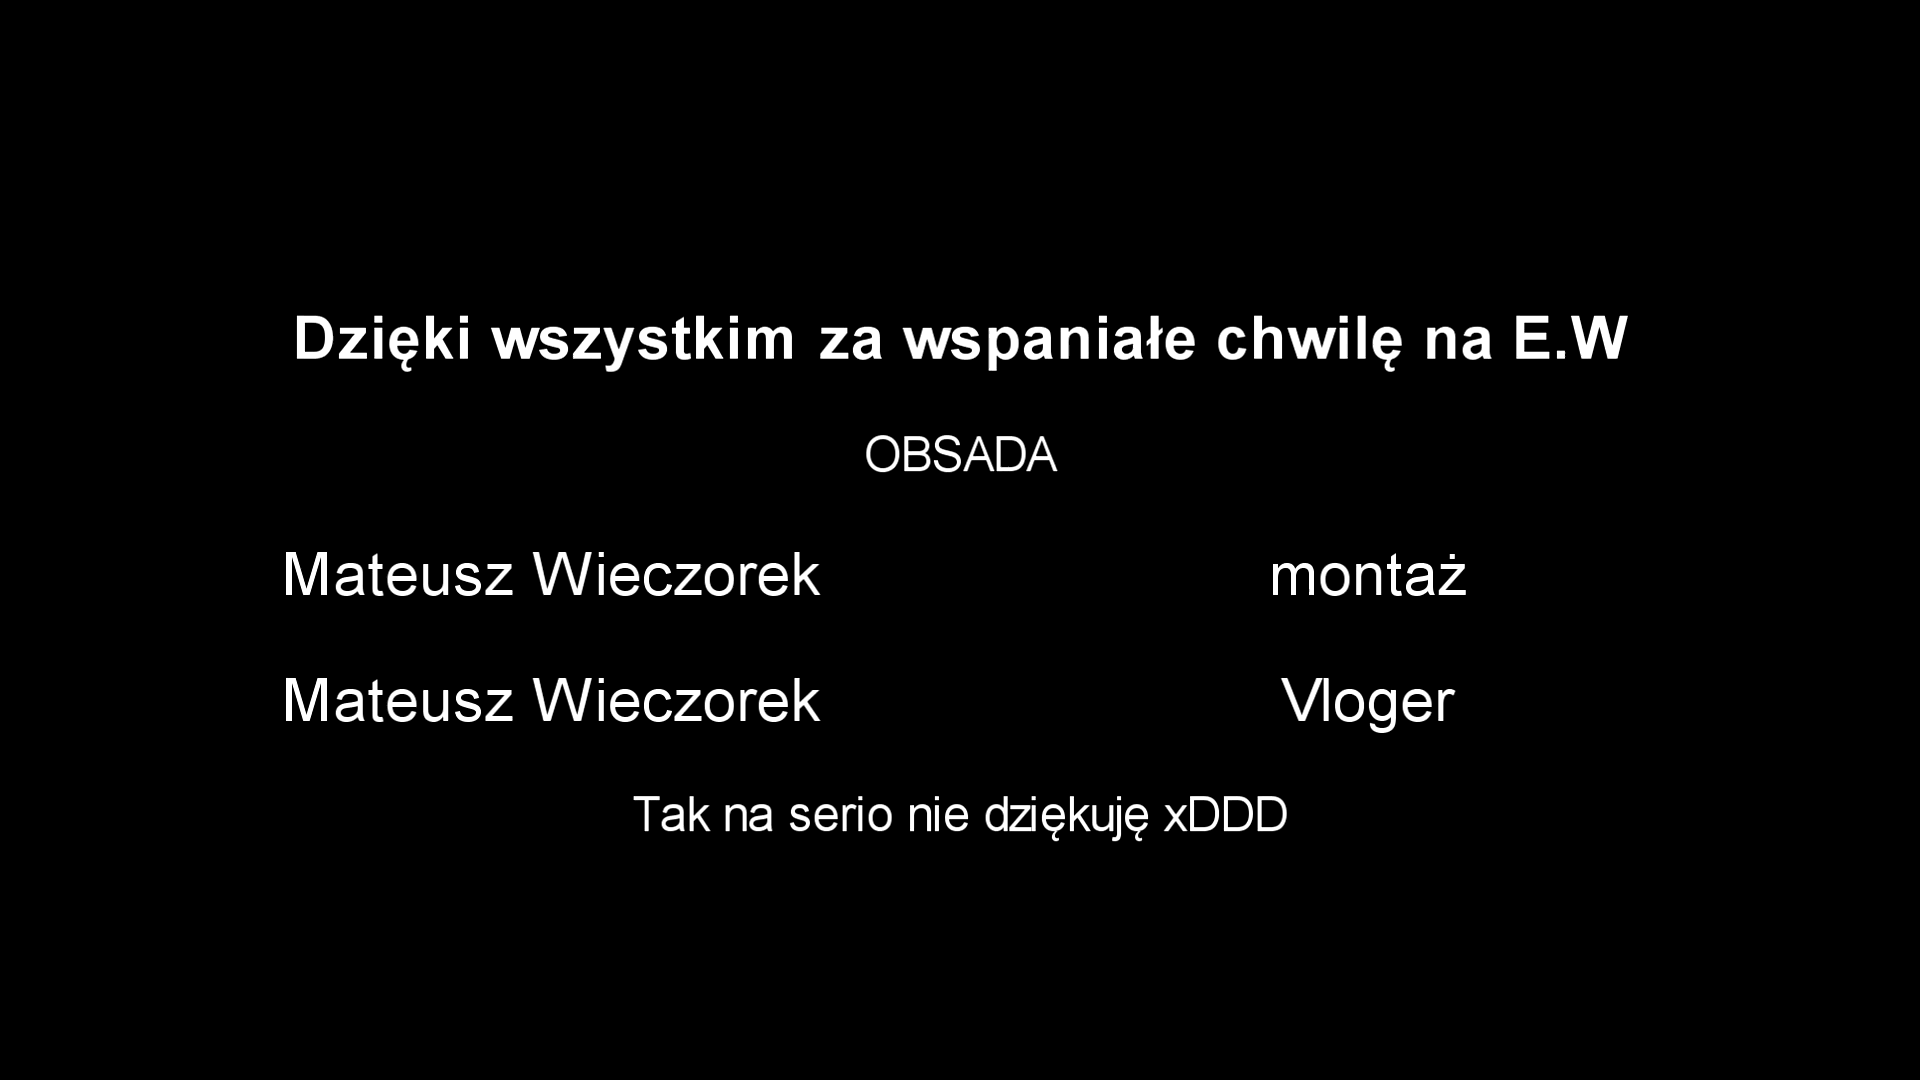 Dzięki wszystkim za wspaniałe chwilę na E.W
OBSADA
Mateusz Wieczorek montaż
Mateusz Wieczorek Vloger
Tak na serio nie dziękuję xDDD